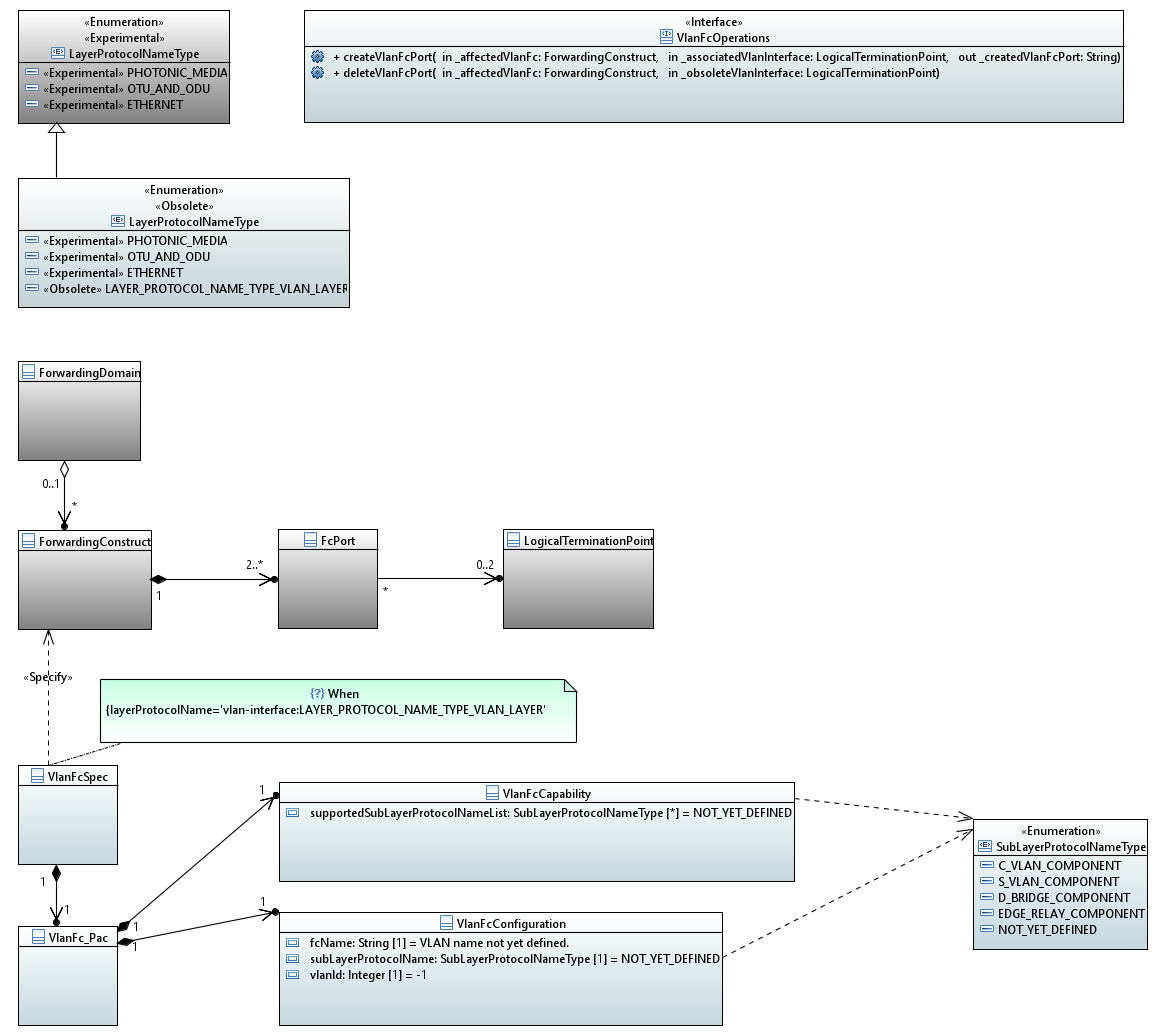 «Enumeration»
«Experimental»
LayerProtocolNameType
«Experimental» PHOTONIC_MEDIA
«Experimental» OTU_AND_ODU
«Experimental» ETHERNET
«Interface»
VlanFcOperations
+ createVlanFcPort( in _affectedVlanFc: ForwardingConstruct, in _associatedVlanInterface: LogicalTerminationPoint, out _createdVlanFcPort: String)
+ deleteVlanFcPort( in _affectedVlanFc: ForwardingConstruct, in _obsoleteVlanInterface: LogicalTerminationPoint)
«Enumeration»
«Obsolete»
LayerProtocolNameType
«Experimental» PHOTONIC_MEDIA
«Experimental» OTU_AND_ODU
«Experimental» ETHERNET
«Obsolete» LAYER_PROTOCOL_NAME_TYPE_VLAN_LAYER
ForwardingDomain
0..1
*
ForwardingConstruct
1
2..*
FcPort
*
0..2
LogicalTerminationPoint
«Specify»
{?} When
{layerProtocolName='vlan-interface:LAYER_PROTOCOL_NAME_TYPE_VLAN_LAYER'
VlanFcSpec
1
1
VlanFc_Pac
1
1
1
1
VlanFcCapability
supportedSubLayerProtocolNameList: SubLayerProtocolNameType [*] = NOT_YET_DEFINED
VlanFcConfiguration
fcName: String [1] = VLAN name not yet defined.
subLayerProtocolName: SubLayerProtocolNameType [1] = NOT_YET_DEFINED
vlanId: Integer [1] = -1
«Enumeration»
SubLayerProtocolNameType
C_VLAN_COMPONENT
S_VLAN_COMPONENT
D_BRIDGE_COMPONENT
EDGE_RELAY_COMPONENT
NOT_YET_DEFINED